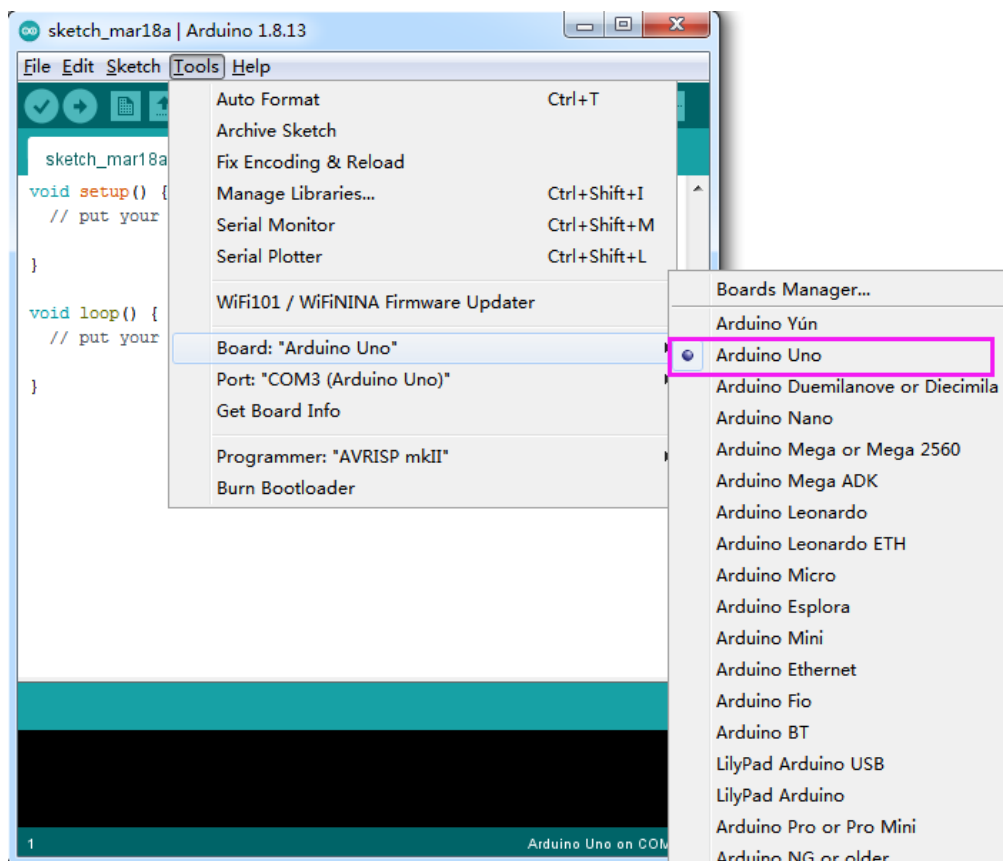 sketch_mar18a | Arduino 1.8.13
File Edit Sketch Tools Help
sketch_mar18a
void setup() {
// put your
}
void loop() {
// put your
}
Auto Format Ctrl+T
Archive Sketch
Fix Encoding & Reload
Manage Libraries... Ctrl+Shift+I
Serial Monitor Ctrl+Shift+M
Serial Plotter Ctrl+Shift+L
WiFi101 / WiFiNINA Firmware Updater
Board: "Arduino Uno"
Port: "COM3 (Arduino Uno)"
Get Board Info
Programmer: "AVRISP mkII"
Burn Bootloader
Boards Manager...
Arduino Yún
Arduino Uno
Arduino Duemilanove or Diecimila
Arduino Nano
Arduino Mega or Mega 2560
Arduino Mega ADK
Arduino Leonardo
Arduino Leonardo ETH
Arduino Micro
Arduino Esplora
Arduino Mini
Arduino Ethernet
Arduino Fio
Arduino BT
LilyPad Arduino USB
LilyPad Arduino
Arduino Pro or Pro Mini
Arduino NG or older
1 Arduino Uno on COM